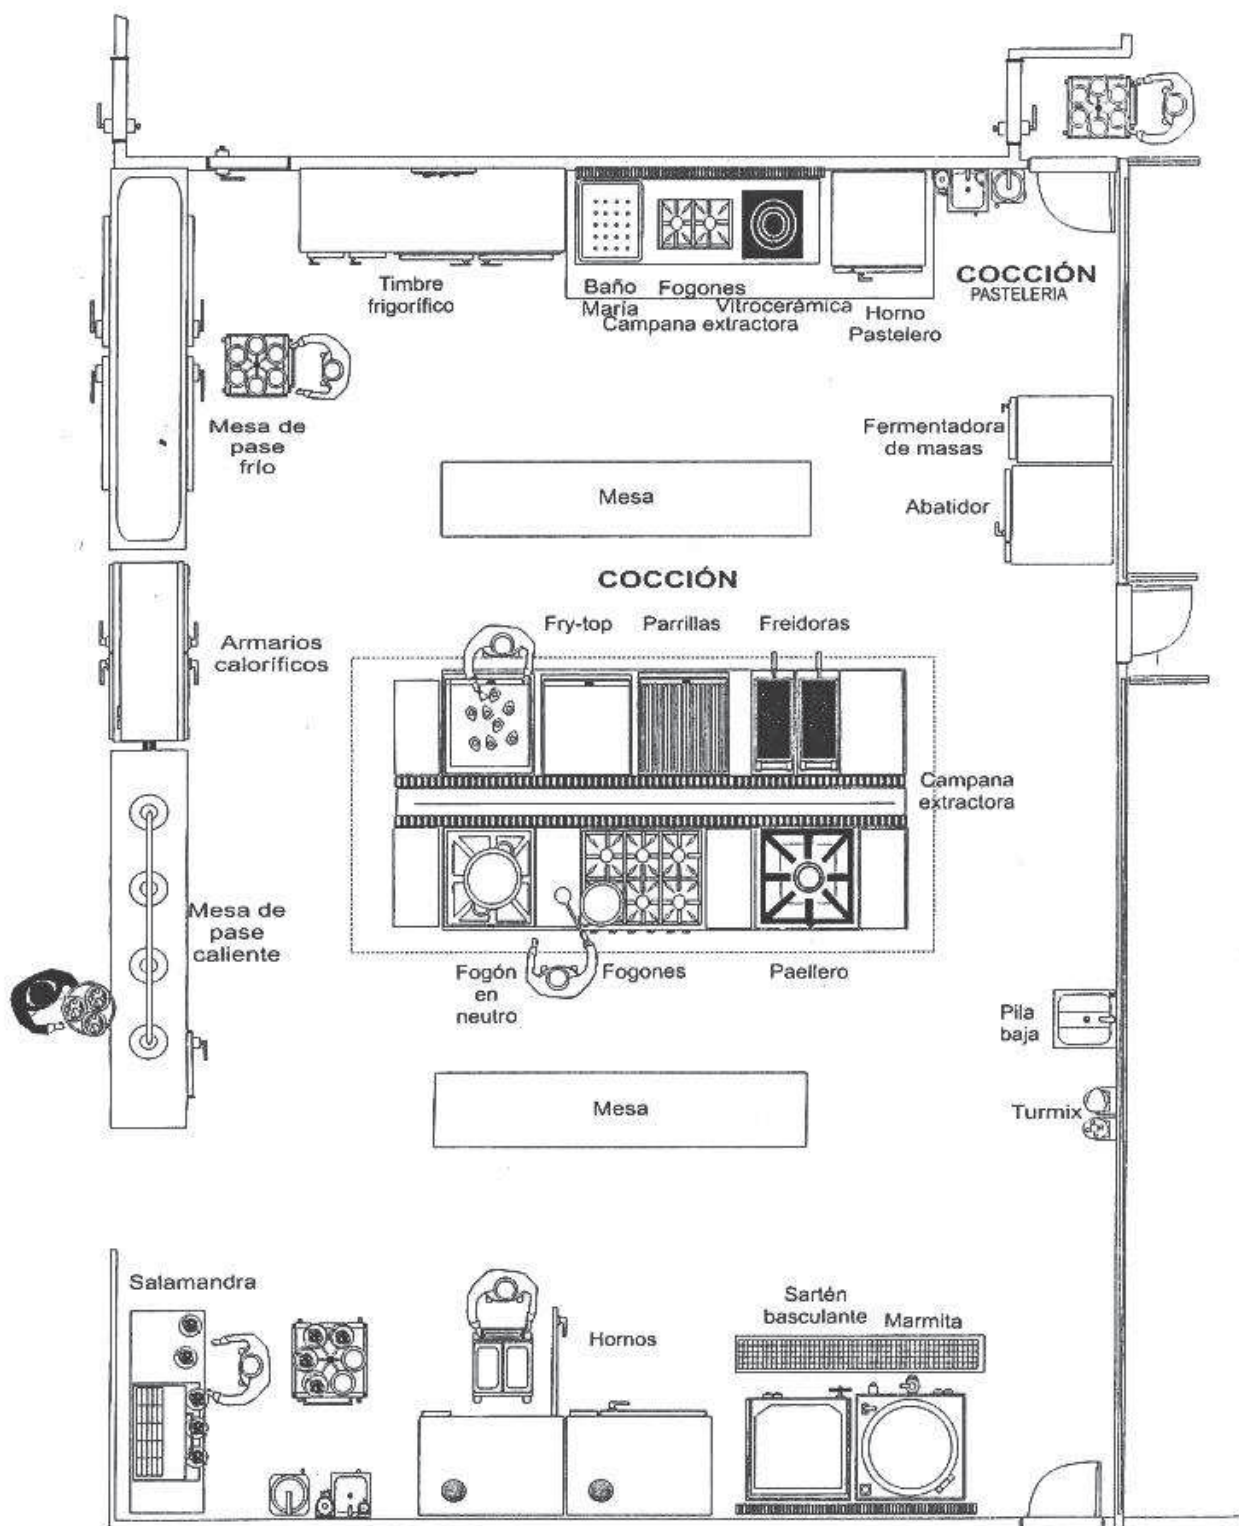 Timbre
frigorífico
Baño
María
Fogones
Vitrocerámica
Campana extractora
Horno
Pastelero
COCCIÓN
PASTELERIA
Mesa de
pase
frío
Fermentadora
de masas
Mesa
Abatidor
COCCIÓN
Armarios
caloríficos
Fry-top
Parrillas
Freidoras
Campana
extractora
Mesa de
pase
caliente
Fogón
en
neutro
Fogones
Paellero
Pila
baja
Mesa
Turmix
Salamandra
Hornos
Sartén
basculante
Marmita